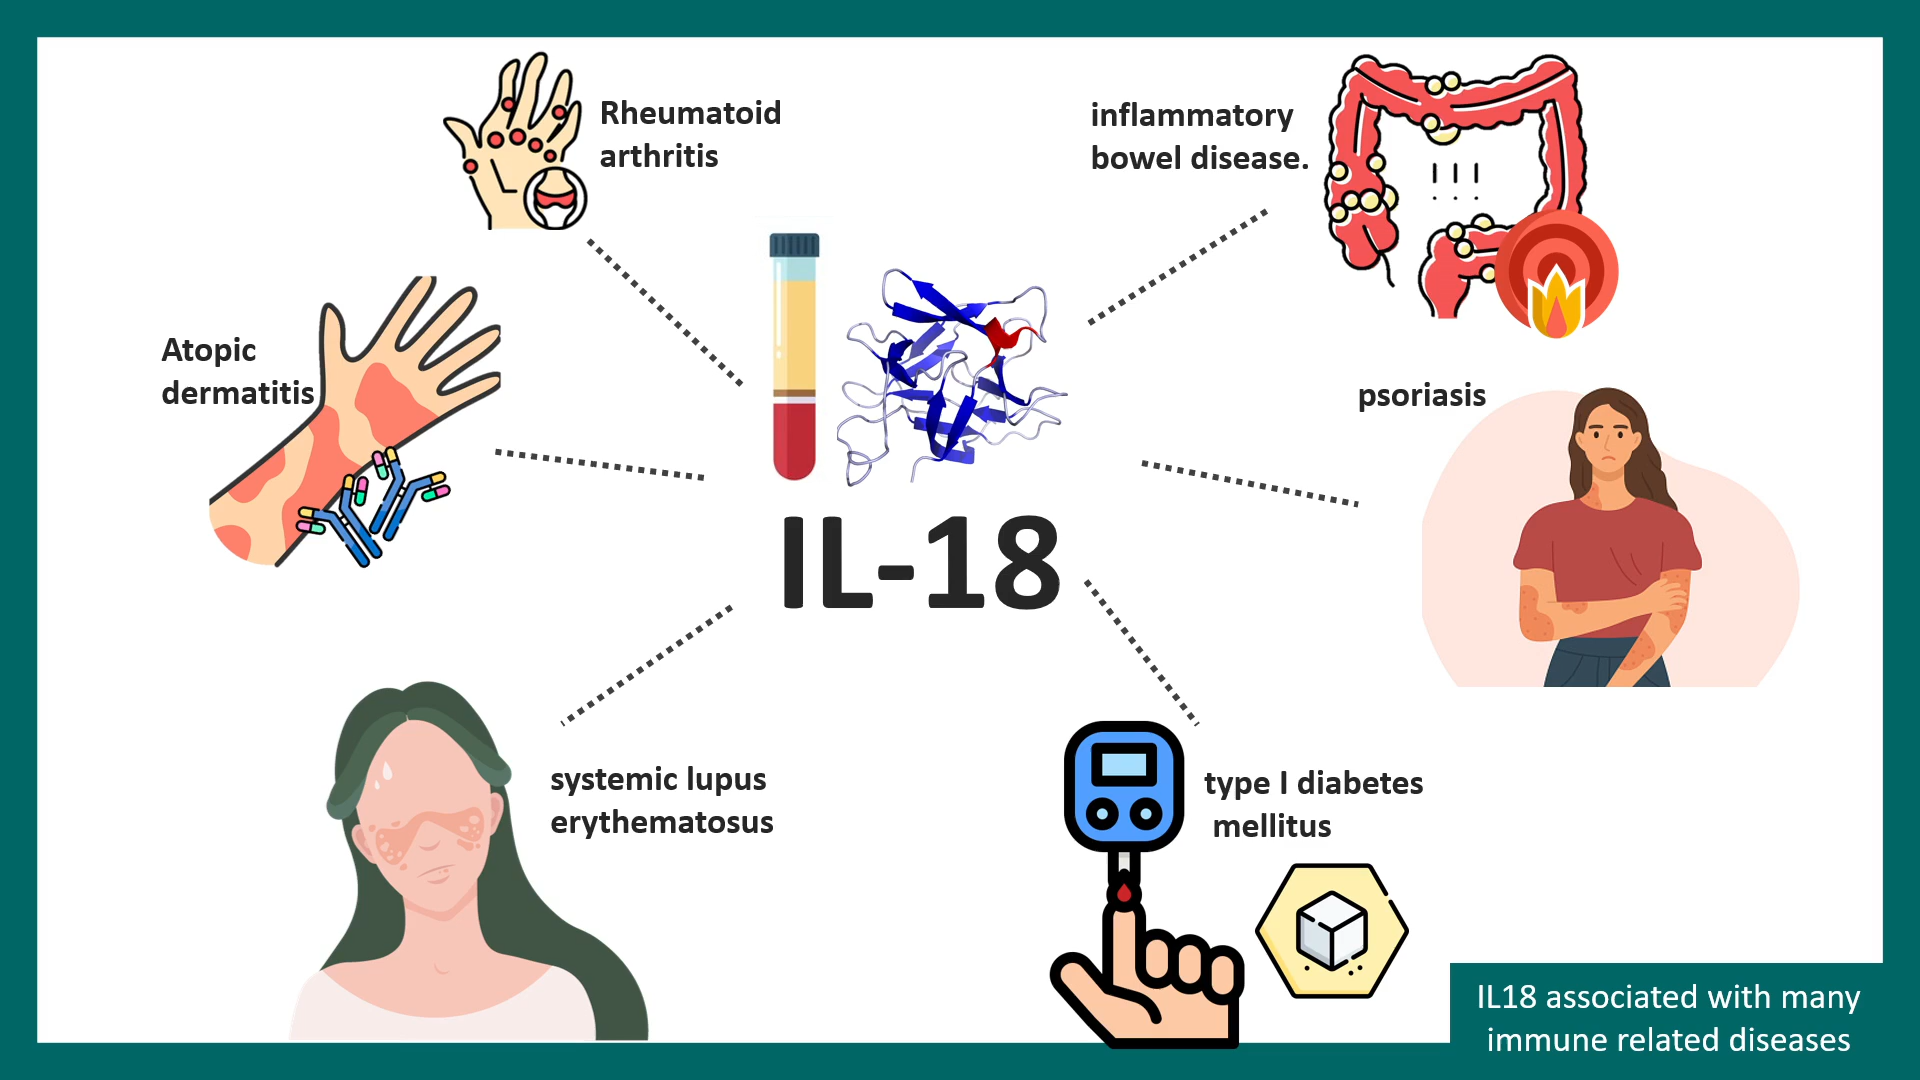 Rheumatoid
arthritis
inflammatory
bowel disease.
Atopic
dermatitis
psoriasis
IL-18
systemic lupus
erythematosus
type I diabetes
mellitus
IL18 associated with many
immune related diseases